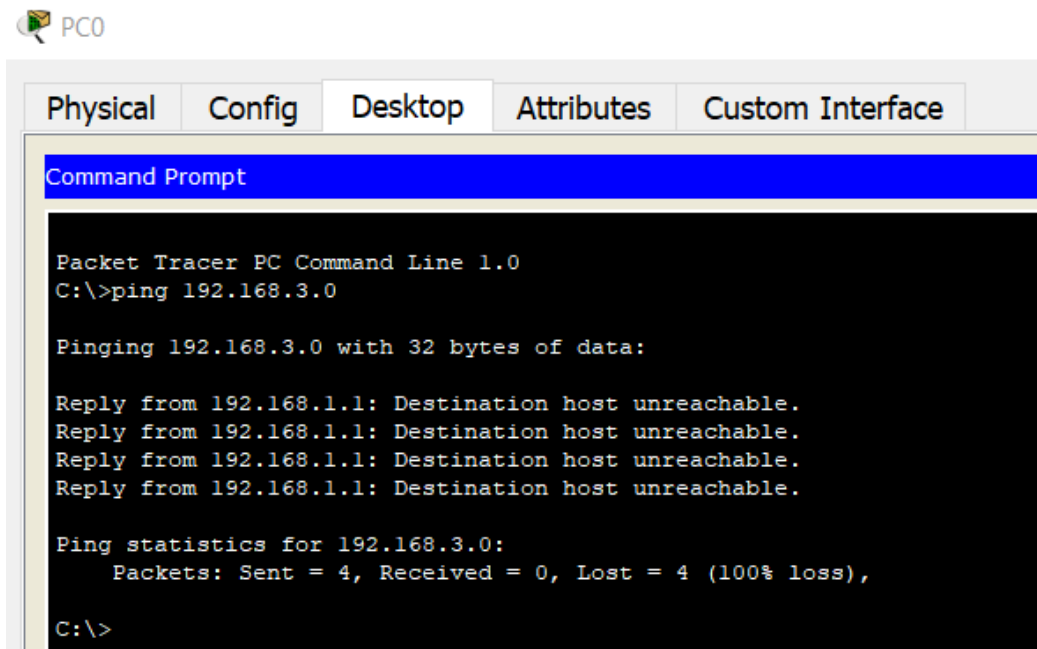 PC0
Physical Config Desktop Attributes Custom Interface
Command Prompt
Packet Tracer PC Command Line 1.0
C:\>ping 192.168.3.0
Pinging 192.168.3.0 with 32 bytes of data:
Reply from 192.168.1.1: Destination host unreachable.
Reply from 192.168.1.1: Destination host unreachable.
Reply from 192.168.1.1: Destination host unreachable.
Reply from 192.168.1.1: Destination host unreachable.
Ping statistics for 192.168.3.0:
Packets: Sent = 4, Received = 0, Lost = 4 (100% loss),
C:\>